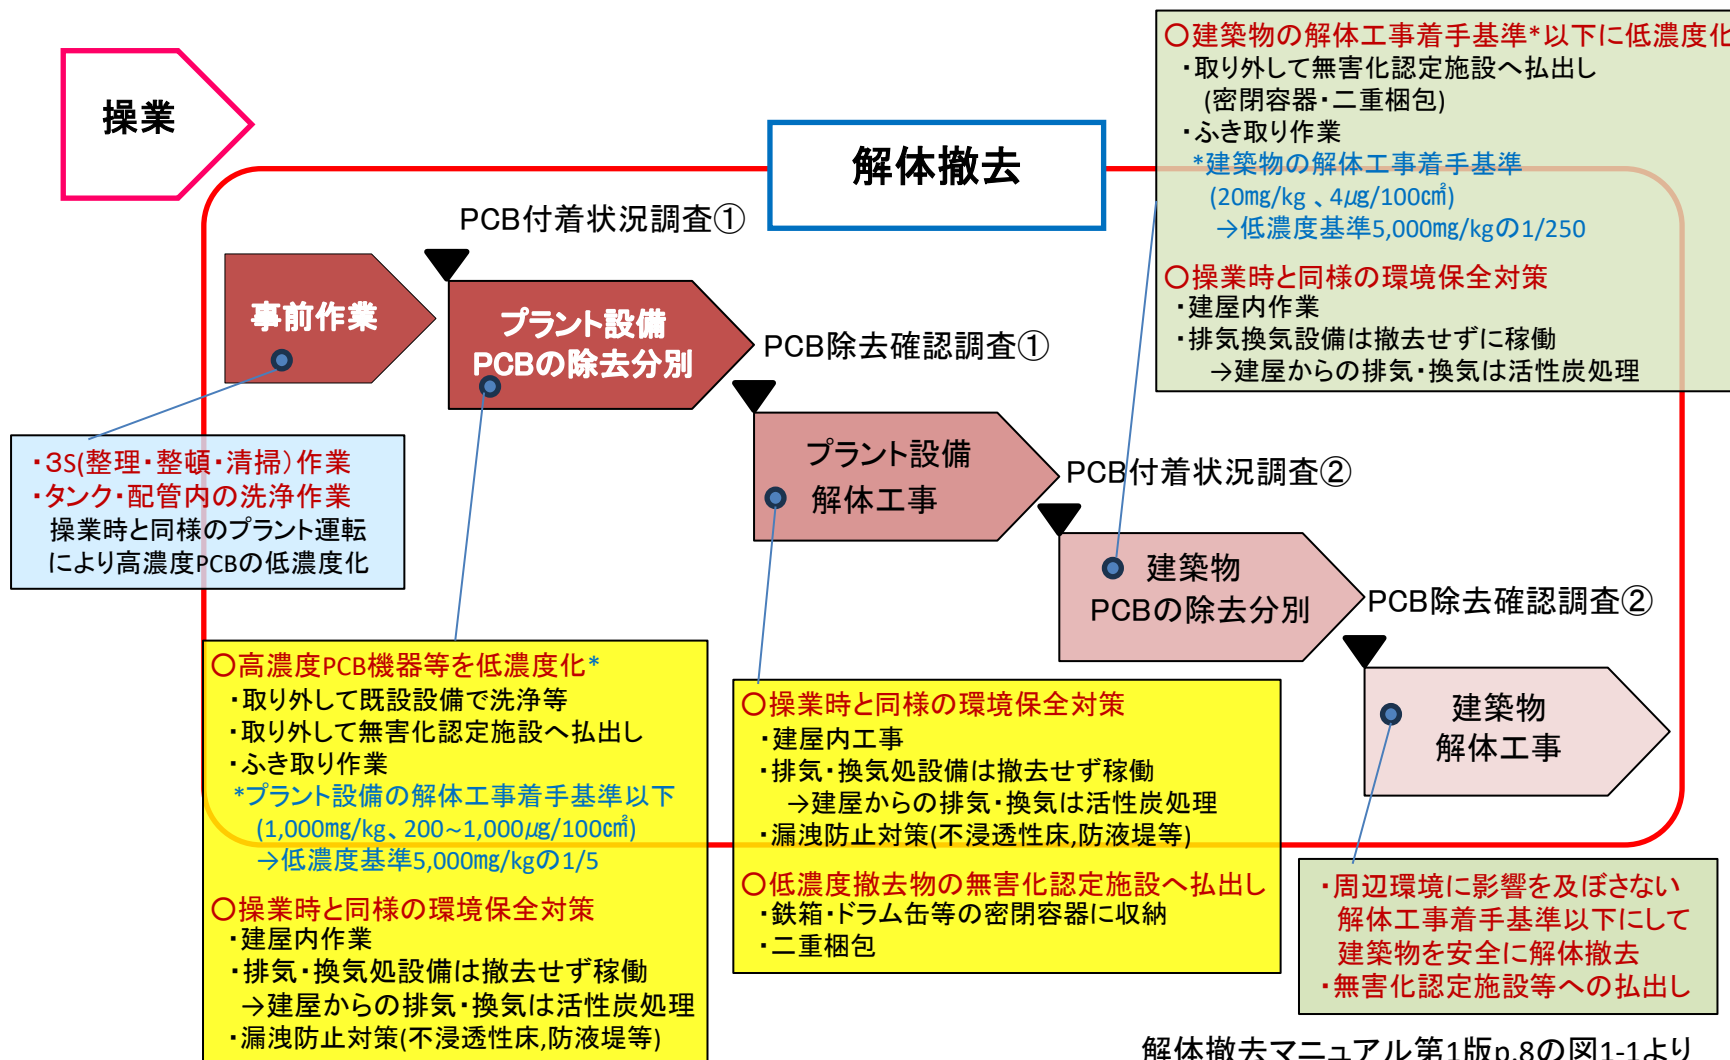 操業
解体撤去
PCB付着状況調査①
事前作業
プラント設備
PCBの除去分別
PCB除去確認調査①
プラント設備
解体工事
PCB付着状況調査②
建築物
PCBの除去分別
PCB除去確認調査②
建築物
解体工事
○建築物の解体工事着手基準*以下に低濃度化
・取り外して無害化認定施設へ払出し
(密閉容器・二重梱包)
・ふき取り作業
*建築物の解体工事着手基準
(20㎎/kg 、4㎍/100㎠)
→低濃度基準5,000㎎/kgの1/250
○操業時と同様の環境保全対策
・建屋内作業
・排気換気設備は撤去せずに稼働
→建屋からの排気・換気は活性炭処理
・3S(整理・整頓・清掃)作業
・タンク・配管内の洗浄作業
操業時と同様のプラント運転
により高濃度PCBの低濃度化
○高濃度PCB機器等を低濃度化*
・取り外して既設設備で洗浄等
・取り外して無害化認定施設へ払出し
・ふき取り作業
*プラント設備の解体工事着手基準以下
(1,000㎎/kg、200~1,000㎍/100㎠)
→低濃度基準5,000㎎/kgの1/5
○操業時と同様の環境保全対策
・建屋内作業
・排気・換気処設備は撤去せず稼働
→建屋からの排気・換気は活性炭処理
・漏洩防止対策(不浸透性床,防液堤等)
○操業時と同様の環境保全対策
・建屋内工事
・排気・換気処設備は撤去せず稼働
→建屋からの排気・換気は活性炭処理
・漏洩防止対策(不浸透性床,防液堤等)
○低濃度撤去物の無害化認定施設へ払出し
・鉄箱・ドラム缶等の密閉容器に収納
・二重梱包
・周辺環境に影響を及ぼさない
解体工事着手基準以下にして
建築物を安全に解体撤去
・無害化認定施設等への払出し
解体撤去マニュアル第1版p.8の図1-1より